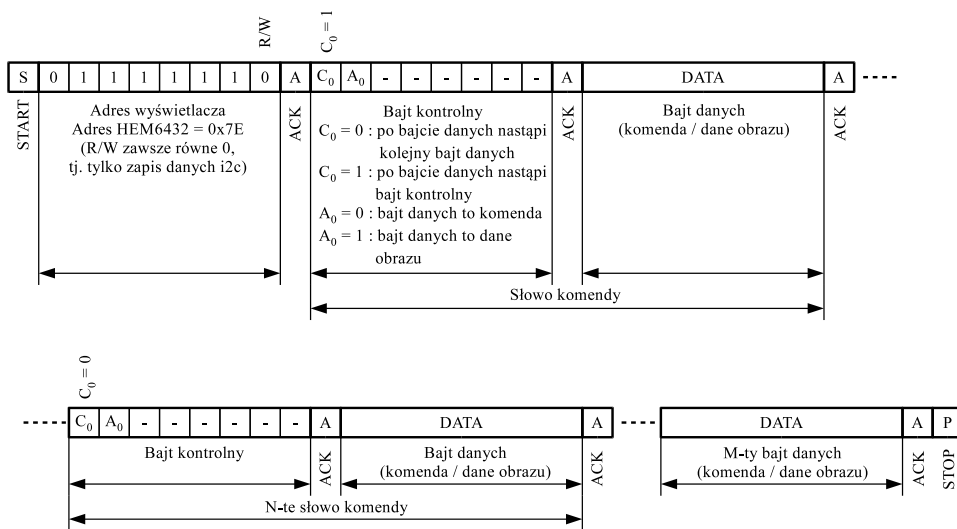 R/W
C₀ = 1
S 0 1 1 1 1 1 1 0 A C₀ A₀ - - - - - - A DATA A
START
Adres wyświetlacza
Adres HEM6432 = 0x7E
(R/W zawsze równe 0,
tj. tylko zapis danych i2c)
ACK
Bajt kontrolny
C₀ = 0 : po bajcie danych nastąpi
kolejny bajt danych
C₀ = 1 : po bajcie danych nastąpi
bajt kontrolny
A₀ = 0 : bajt danych to komenda
A₀ = 1 : bajt danych to dane
obrazu
ACK
Bajt danych
(komenda / dane obrazu)
ACK
Słowo komendy
C₀ = 0
C₀ A₀ - - - - - - A DATA A DATA A P
Bajt kontrolny
ACK
Bajt danych
(komenda / dane obrazu)
ACK
M-ty bajt danych
(komenda / dane obrazu)
ACK
STOP
N-te słowo komendy